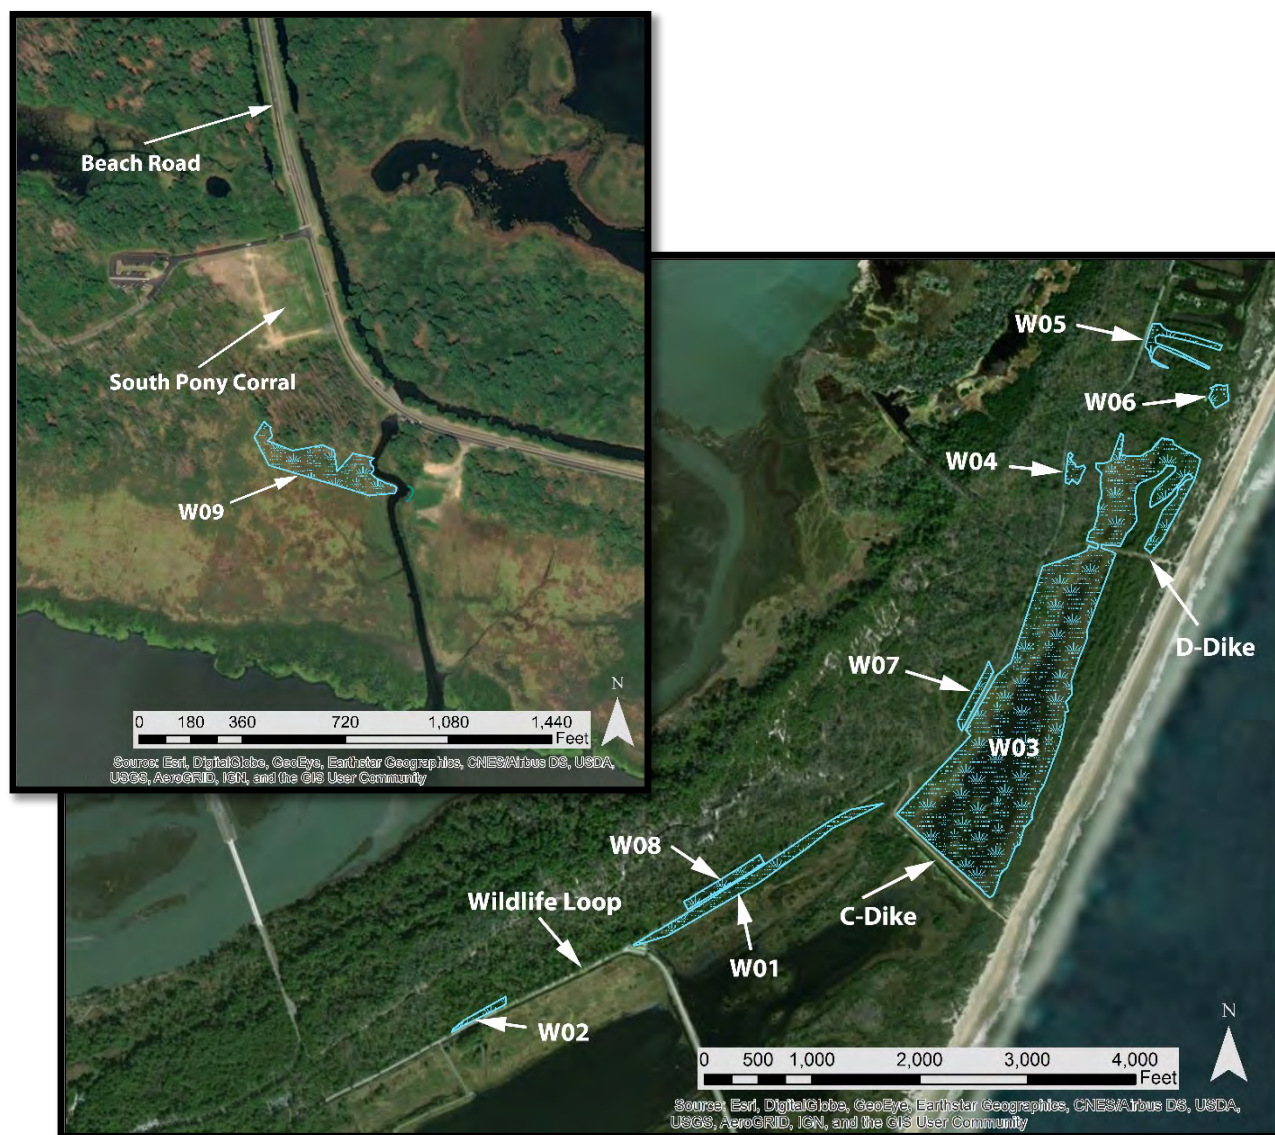 Beach Road
South Pony Corral
W09
N
0 180 360 720 1,080 1,440
Feet
Source: Esri, DigitalGlobe, GeoEye, Earthstar Geographics, CNES/Airbus DS, USDA,
USGS, AeroGRID, IGN, and the GIS User Community
W05
W06
W04
D-Dike
W07
W03
W08
Wildlife Loop
C-Dike
W01
W02
N
0 500 1,000 2,000 3,000 4,000
Feet
Source: Esri, DigitalGlobe, GeoEye, Earthstar Geographics, CNES/Airbus DS, USDA,
USGS, AeroGRID, IGN, and the GIS User Community